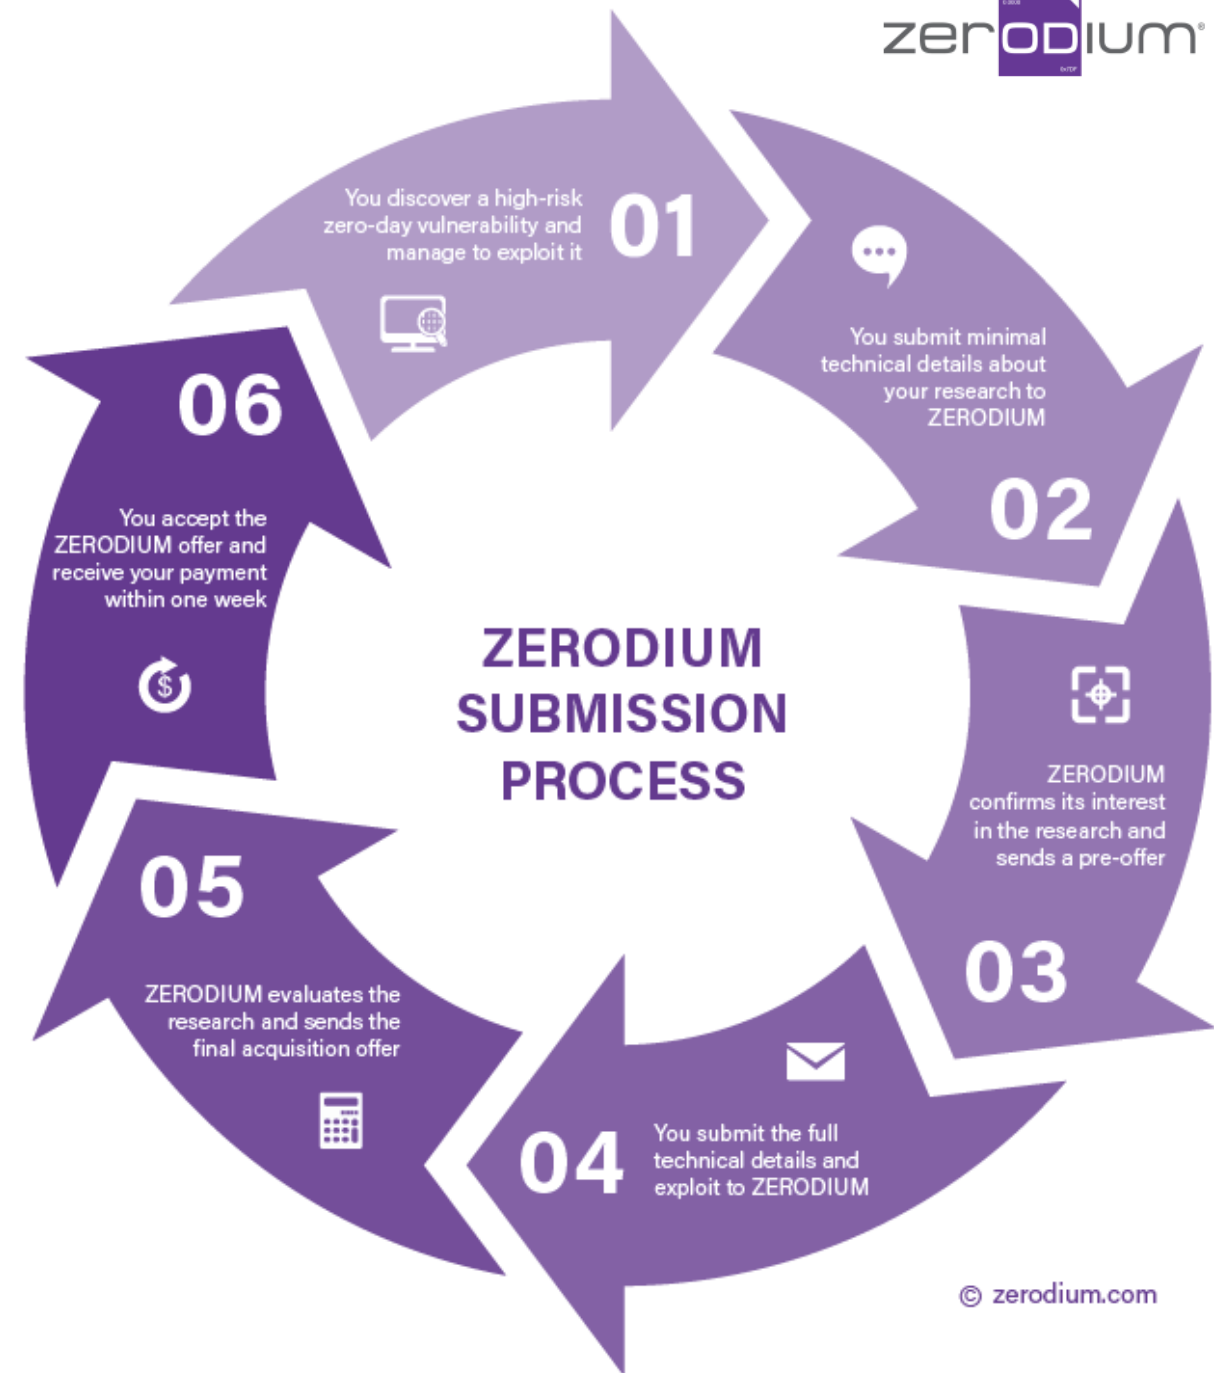 zerodium®
You discover a high-risk
zero-day vulnerability and
manage to exploit it
01
You submit minimal
technical details about
your research to
ZERODIUM
02
ZERODIUM
confirms its interest
in the research and
sends a pre-offer
03
You submit the full
technical details and
exploit to ZERODIUM
04
05
ZERODIUM evaluates the
research and sends the
final acquisition offer
06
You accept the
ZERODIUM offer and
receive your payment
within one week
$
ZERODIUM
SUBMISSION
PROCESS
© zerodium.com